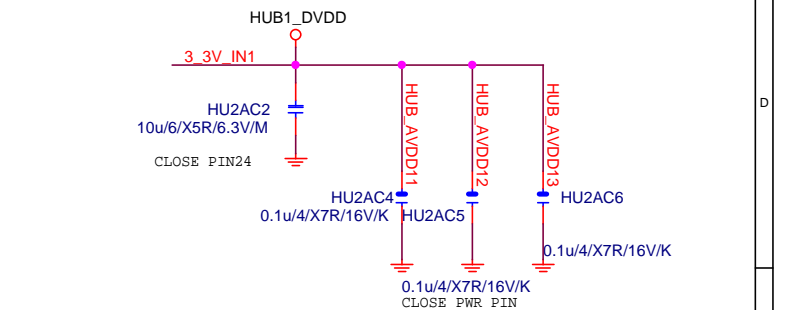 HUB1_DVDD
3_3V_IN1
HUB_AVDD11
HUB_AVDD12
HUB_AVDD13
D
HU2AC2
10u/6/X5R/6.3V/M
CLOSE PIN24
HU2AC4
0.1u/4/X7R/16V/K
HU2AC5
HU2AC6
0.1u/4/X7R/16V/K
0.1u/4/X7R/16V/K
CLOSE PWR PIN